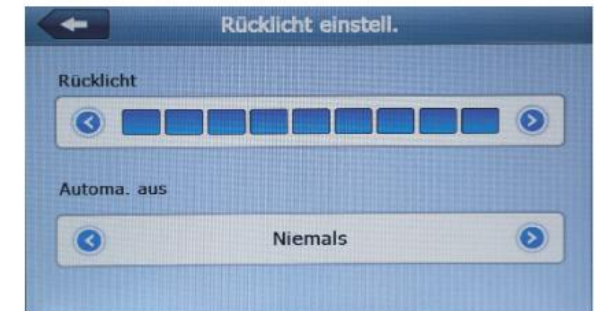 Rücklicht einstell.
Rücklicht
Automa. aus
Niemals